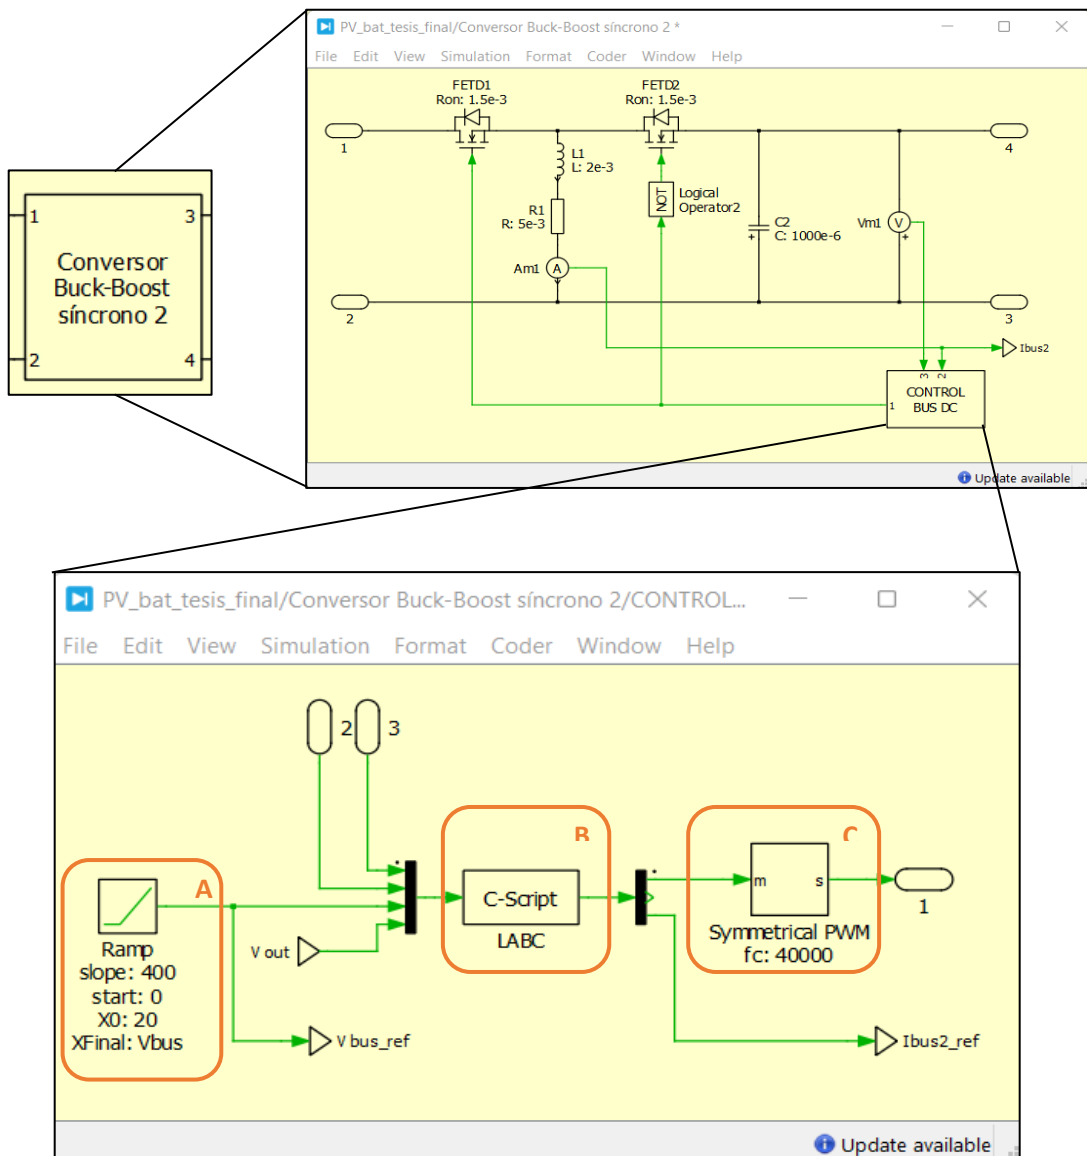 PV_bat_tesis_final/Conversor Buck-Boost síncrono 2 *
File Edit View Simulation Format Coder Window Help
FETD1
Ron: 1.5e-3
FETD2
Ron: 1.5e-3
1
4
L1
L: 2e-3
R1
R: 5e-3
NOT
Logical
Operator2
C2
C: 1000e-6
Vm1
V
+
+
Am1
A
2
3
Ibus2
3 2
1
CONTROL
BUS DC
Update available
1
3
Conversor
Buck-Boost
síncrono 2
2
4
PV_bat_tesis_final/Conversor Buck-Boost síncrono 2/CONTROL...
File Edit View Simulation Format Coder Window Help
2 3
A
B
C
C-Script
LABC
m s
Symmetrical PWM
fc: 40000
1
Ramp
slope: 400
start: 0
X0: 20
XFinal: Vbus
V out
V bus_ref
Ibus2_ref
Update available